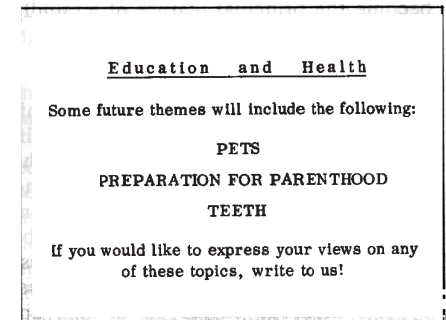 Education and Health
Some future themes will include the following:
PETS
PREPARATION FOR PARENTHOOD
TEETH
If you would like to express your views on any
of these topics, write to us!